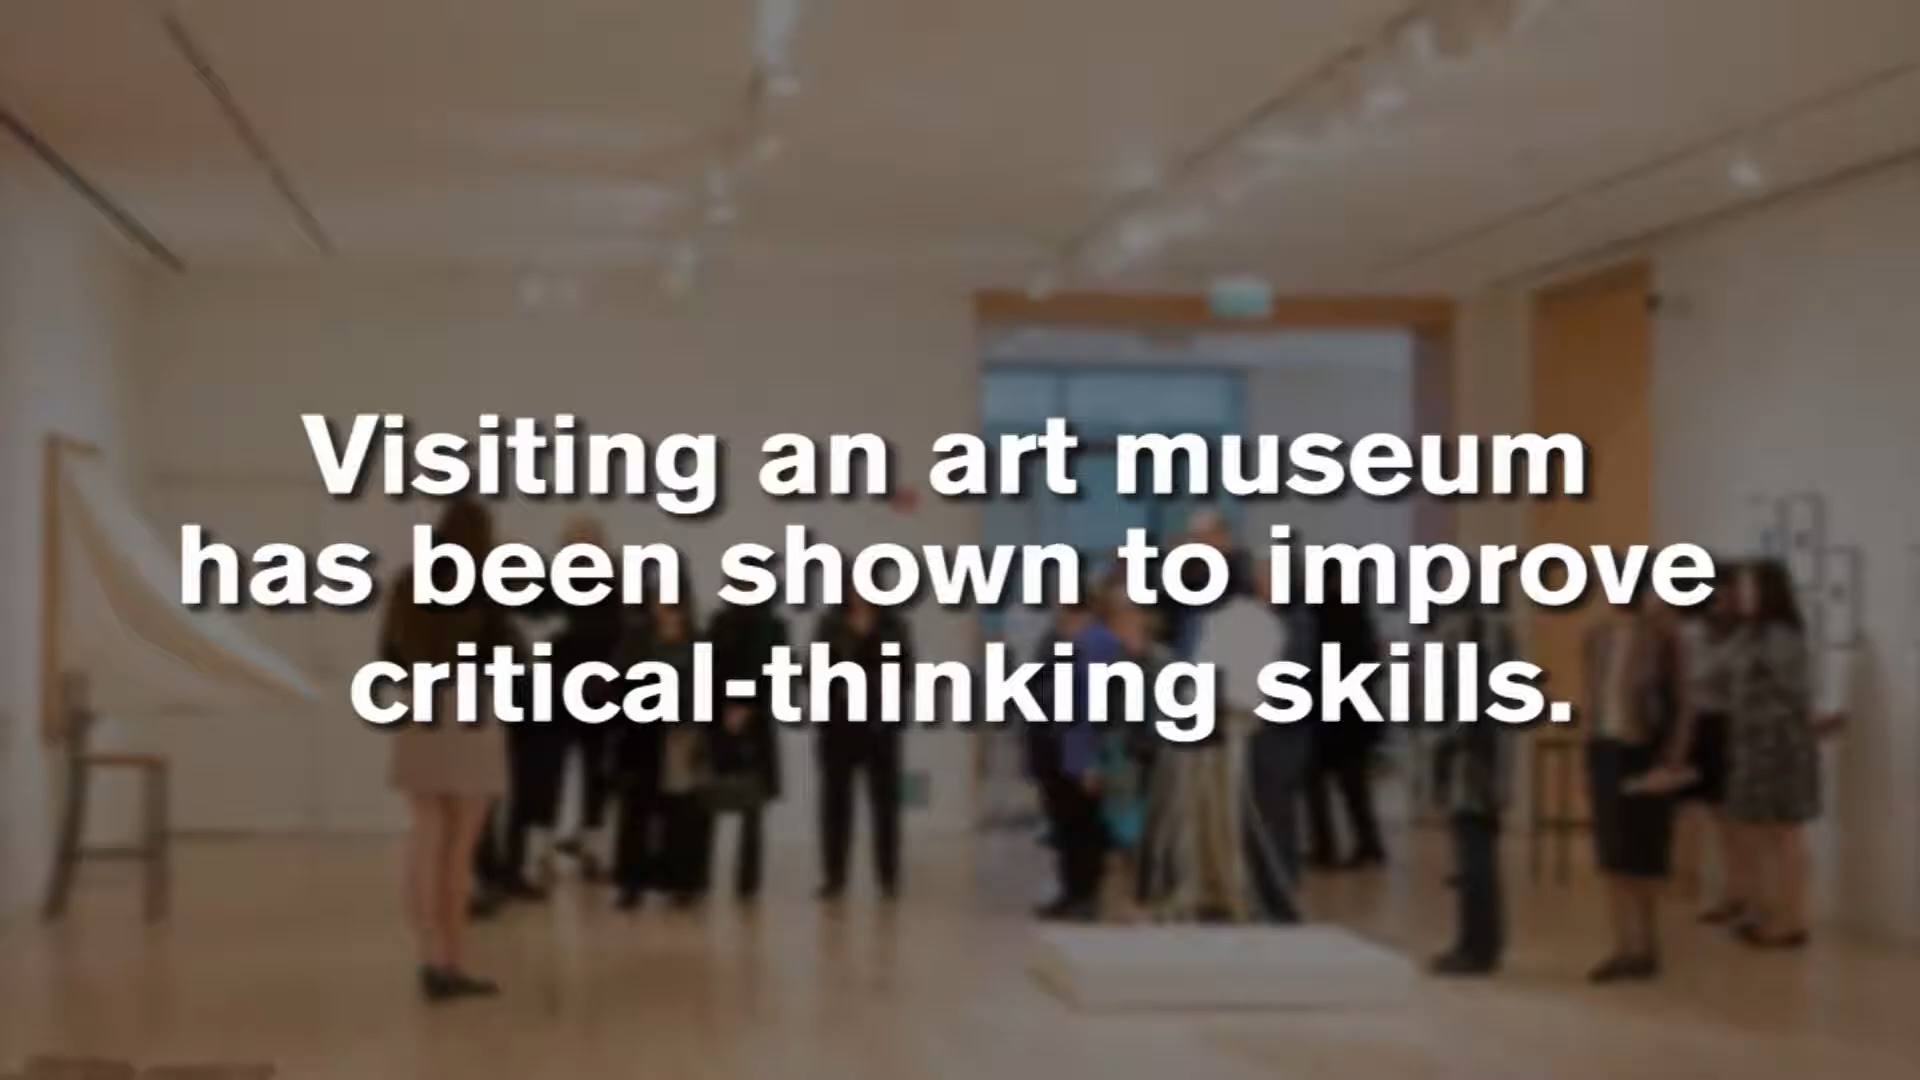 Visiting an art museum
has been shown to improve
critical-thinking skills.